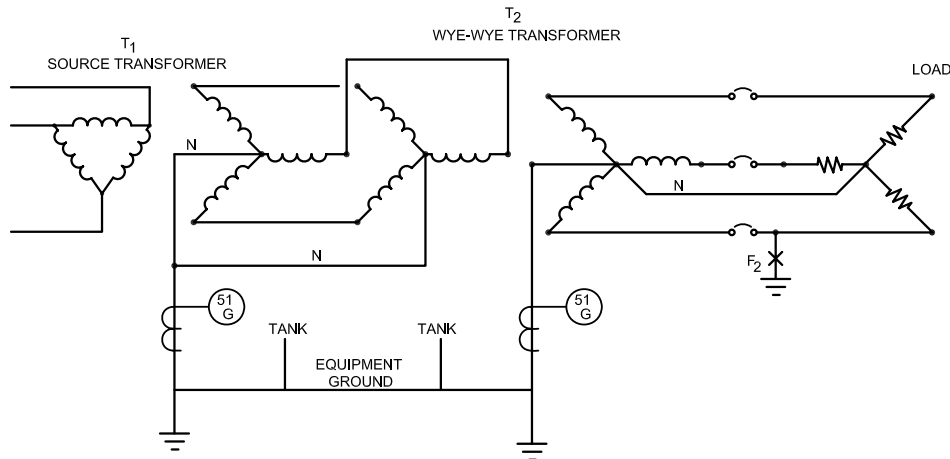 T1
SOURCE TRANSFORMER
T2
WYE-WYE TRANSFORMER
LOAD
N
N
N
F2
51
G
51
G
TANK
TANK
EQUIPMENT
GROUND